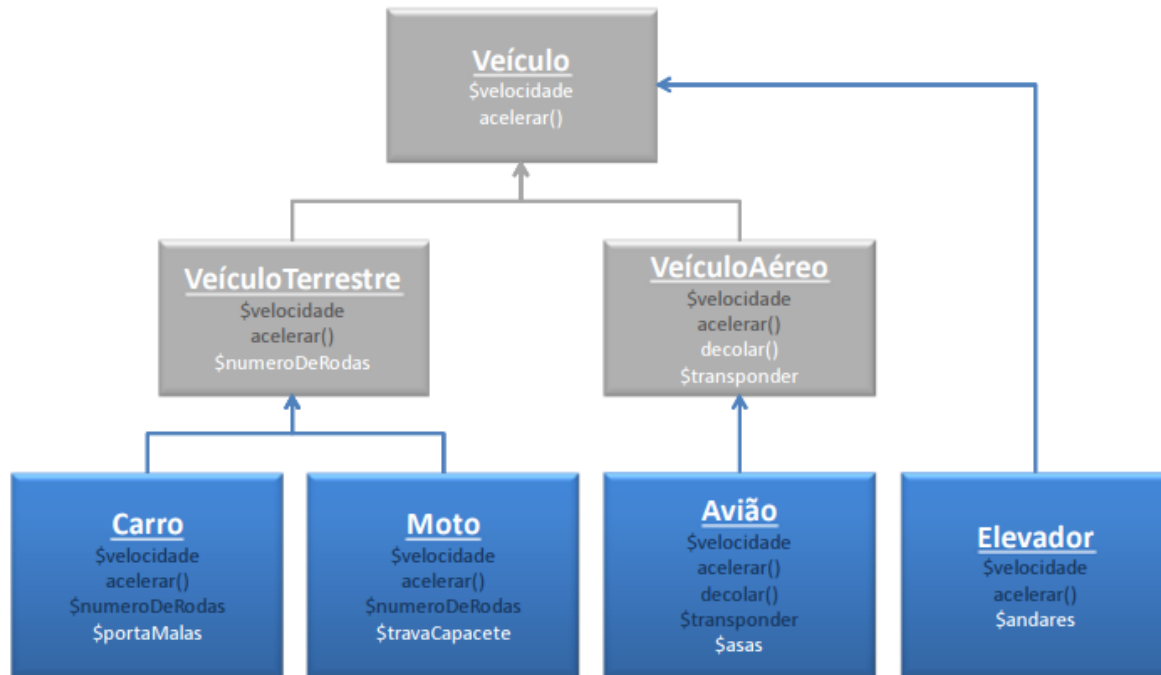 Veículo
$velocidade
acelerar()
VeículoTerrestre
$velocidade
acelerar()
$numeroDeRodas
VeículoAéreo
$velocidade
acelerar()
decolar()
$transponder
Carro
$velocidade
acelerar()
$numeroDeRodas
$portaMalas
Moto
$velocidade
acelerar()
$numeroDeRodas
$travaCapacete
Avião
$velocidade
acelerar()
decolar()
$transponder
$asas
Elevador
$velocidade
acelerar()
$andares